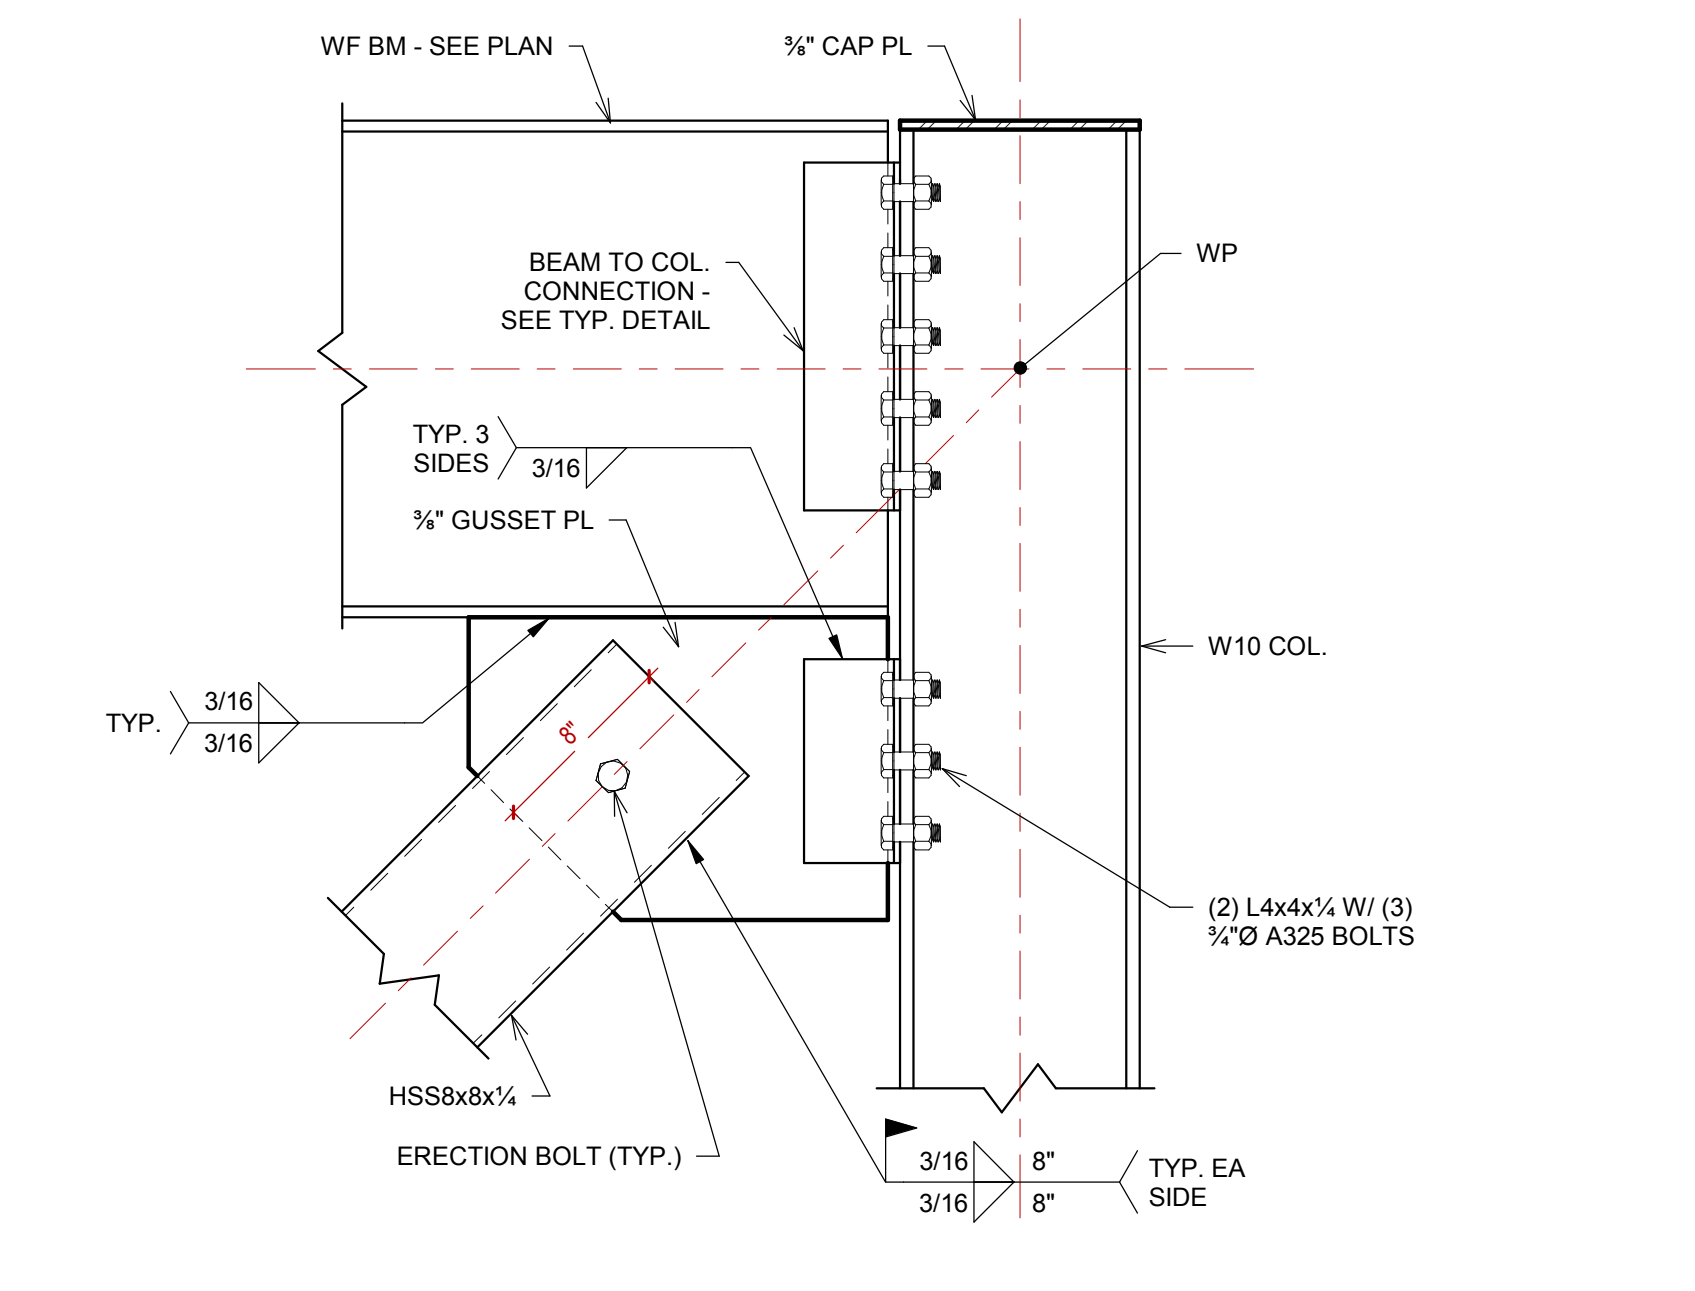 WF BM - SEE PLAN
⅜" CAP PL
WP
BEAM TO COL.
CONNECTION -
SEE TYP. DETAIL
TYP. 3
SIDES
3/16
⅜" GUSSET PL
W10 COL.
TYP.
3/16
3/16
8"
(2) L4x4x¼ W/ (3)
¾"Ø A325 BOLTS
HSS8x8x¼
ERECTION BOLT (TYP.)
3/16
8"
3/16
8"
TYP. EA
SIDE